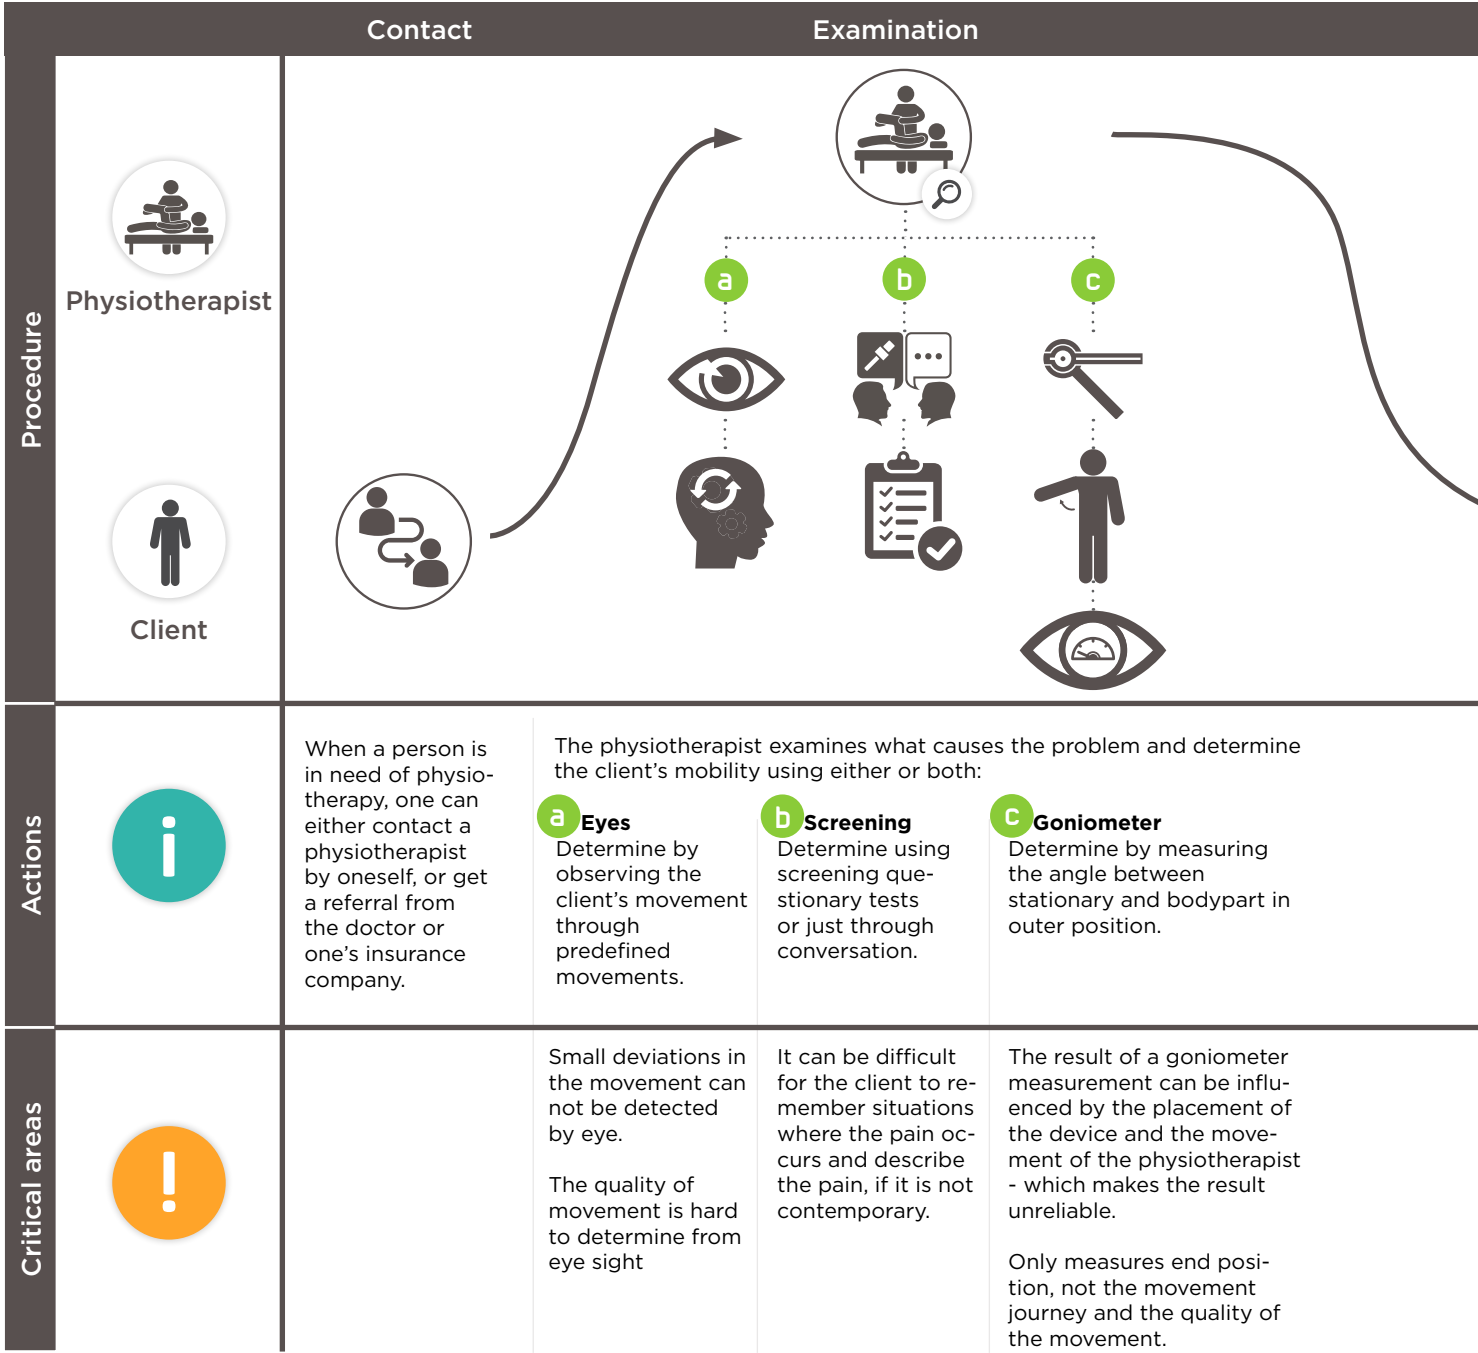 Contact
Examination
Procedure
Physiotherapist
Client
a
b
c
Actions
i
When a person is
in need of physio-
therapy, one can
either contact a
physiotherapist
by oneself, or get
a referral from
the doctor or
one's insurance
company.
The physiotherapist examines what causes the problem and determine
the client's mobility using either or both:
a Eyes
Determine by
observing the
client's movement
through
predefined
movements.
b Screening
Determine using
screening que-
stionary tests
or just through
conversation.
c Goniometer
Determine by measuring
the angle between
stationary and bodypart in
outer position.
Critical areas
!
Small deviations in
the movement can
not be detected
by eye.
The quality of
movement is hard
to determine from
eye sight
It can be difficult
for the client to re-
member situations
where the pain oc-
curs and describe
the pain, if it is not
contemporary.
The result of a goniometer
measurement can be influ-
enced by the placement of
the device and the move-
ment of the physiotherapist
- which makes the result
unreliable.
Only measures end posi-
tion, not the movement
journey and the quality of
the movement.